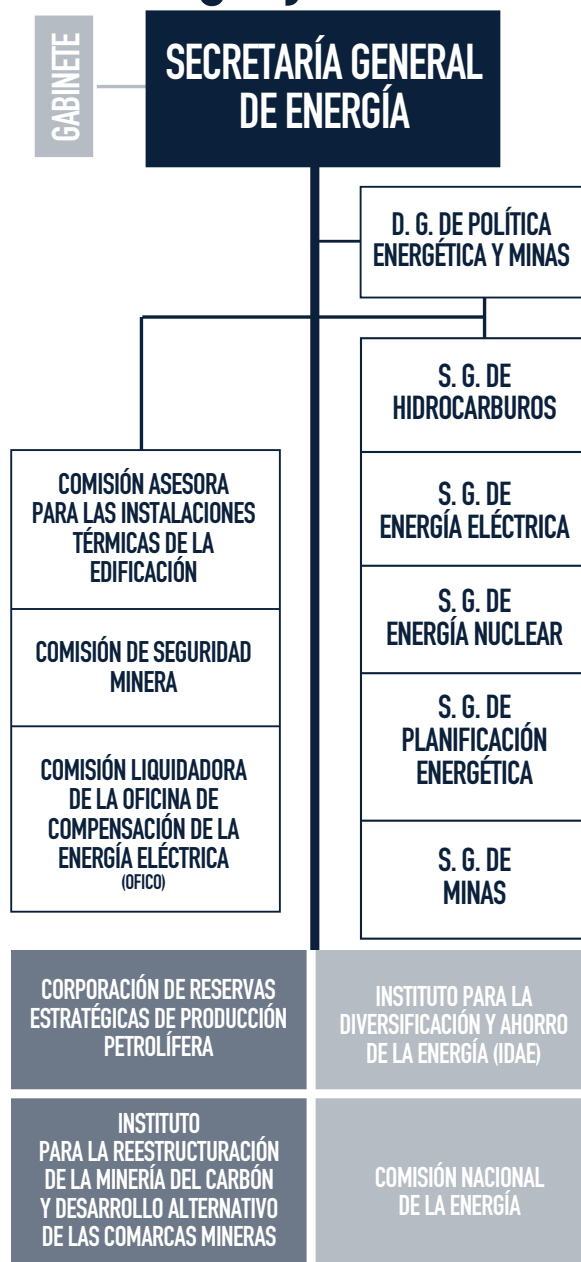 GABINETE
SECRETARÍA GENERAL
DE ENERGÍA
D. G. DE POLÍTICA
ENERGÉTICA Y MINAS
S. G. DE
HIDROCARBUROS
S. G. DE
ENERGÍA ELÉCTRICA
S. G. DE
ENERGÍA NUCLEAR
S. G. DE
PLANIFICACIÓN
ENERGÉTICA
S. G. DE
MINAS
COMISIÓN ASESORA
PARA LAS INSTALACIONES
TÉRMICAS DE LA
EDIFICACIÓN
COMISIÓN DE SEGURIDAD
MINERA
COMISIÓN LIQUIDADORA
DE LA OFICINA DE
COMPENSACIÓN DE LA
ENERGÍA ELÉCTRICA
(OFICO)
CORPORACIÓN DE RESERVAS
ESTRATÉGICAS DE PRODUCCIÓN
PETROLÍFERA
INSTITUTO PARA LA
DIVERSIFICACIÓN Y AHORRO
DE LA ENERGÍA (IDAE)
INSTITUTO
PARA LA REESTRUCTURACIÓN
DE LA MINERÍA DEL CARBÓN
Y DESARROLLO ALTERNATIVO
DE LAS COMARCAS MINERAS
COMISIÓN NACIONAL
DE LA ENERGÍA